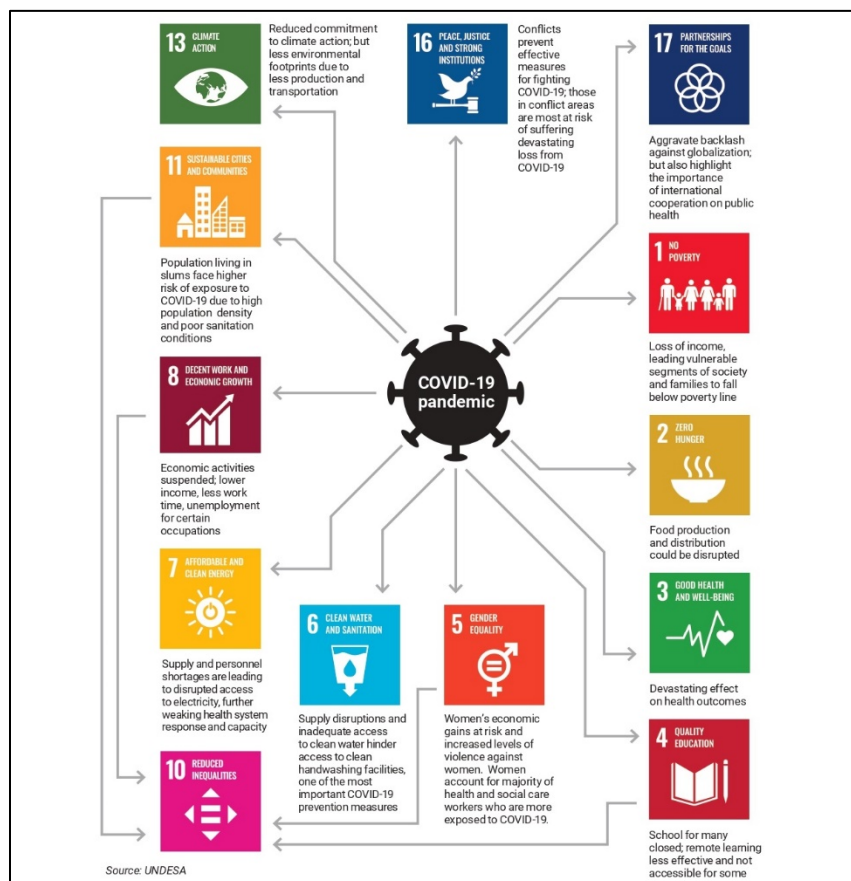 13 CLIMATE
ACTION
Reduced commitment
to climate action; but
less environmental
footprints due to
less production and
transportation
16 PEACE, JUSTICE
AND STRONG
INSTITUTIONS
Conflicts
prevent
effective
measures
for fighting
COVID-19; those
in conflict areas
are most at risk
of suffering
devastating
loss from
COVID-19
17 PARTNERSHIPS
FOR THE GOALS
Aggravate backlash
against globalization;
but also highlight
the importance
of international
cooperation on public
health
11 SUSTAINABLE CITIES
AND COMMUNITIES
Population living in
slums face higher
risk of exposure to
COVID-19 due to high
population density
and poor sanitation
conditions
1 NO
POVERTY
Loss of income,
leading vulnerable
segments of society
and families to fall
below poverty line
COVID-19
pandemic
8 DECENT WORK AND
ECONOMIC GROWTH
Economic activities
suspended; lower
income, less work
time, unemployment
for certain
occupations
2 ZERO
HUNGER
Food production
and distribution
could be disrupted
7 AFFORDABLE AND
CLEAN ENERGY
Supply and personnel
shortages are leading
to disrupted access
to electricity, further
weaking health system
response and capacity
6 CLEAN WATER
AND SANITATION
Supply disruptions and
inadequate access
to clean water hinder
access to clean
handwashing facilities,
one of the most
important COVID-19
prevention measures
5 GENDER
EQUALITY
Women's economic
gains at risk and
increased levels of
violence against
women. Women
account for majority of
health and social care
workers who are more
exposed to COVID-19.
3 GOOD HEALTH
AND WELL-BEING
Devastating effect
on health outcomes
4 QUALITY
EDUCATION
School for many
closed; remote learning
less effective and not
accessible for some
10 REDUCED
INEQUALITIES
Source: UNDESA